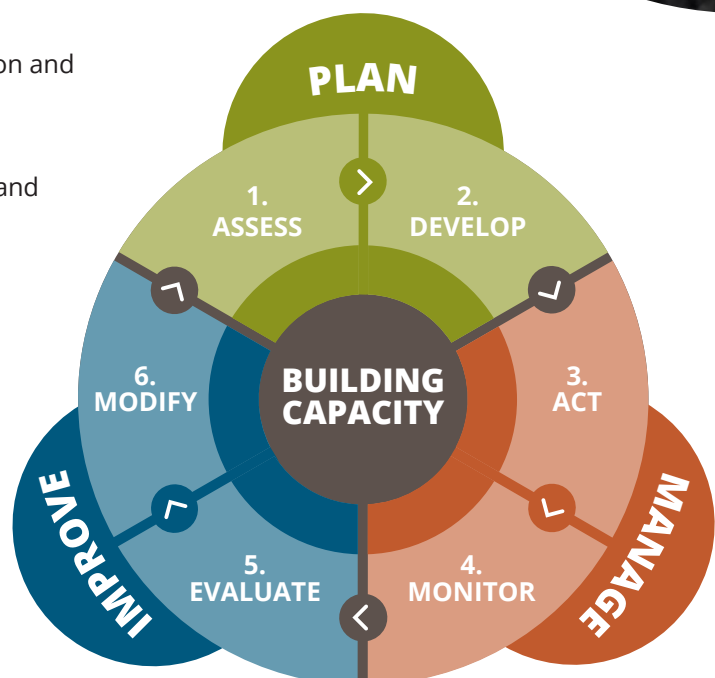 on and
and
PLAN
1.
ASSESS
2.
DEVELOP
3.
ACT
4.
MONITOR
5.
EVALUATE
6.
MODIFY
BUILDING
CAPACITY
MANAGE
IMPROVE